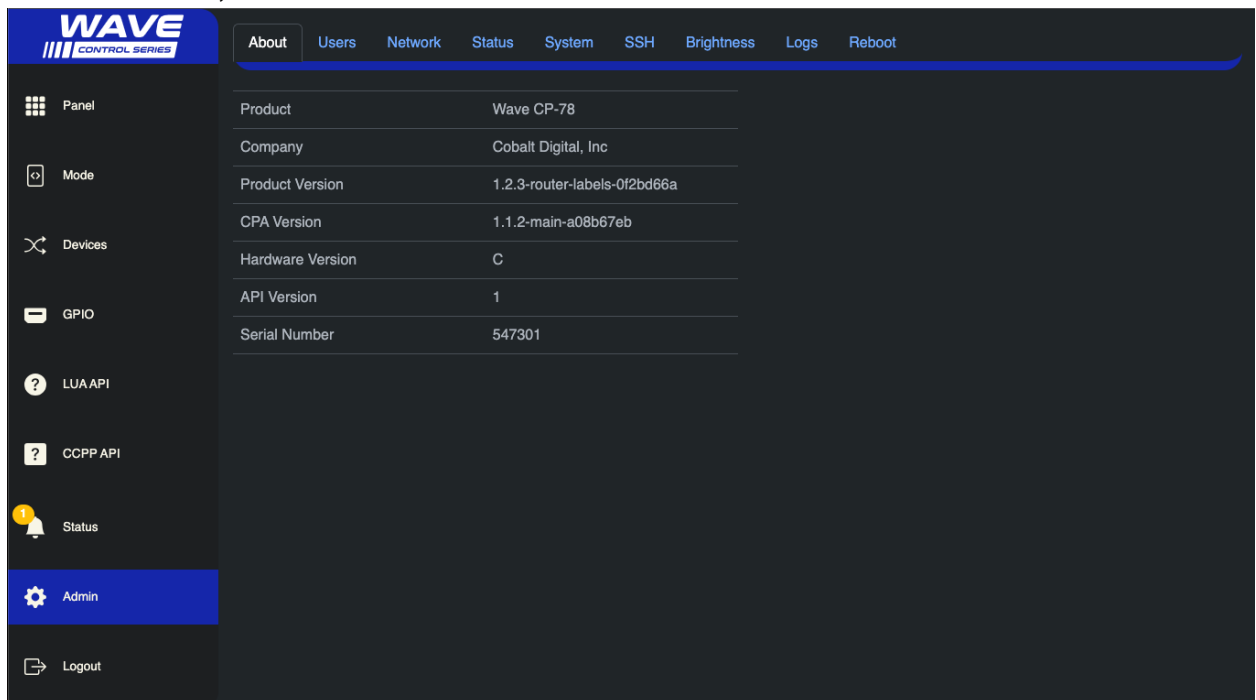 WAVE
CONTROL SERIES
About Users Network Status System SSH Brightness Logs Reboot
Panel
Mode
Devices
GPIO
LUA API
CCPP API
1
Status
Admin
Logout
Product Wave CP-78
Company Cobalt Digital, Inc
Product Version 1.2.3-router-labels-0f2bd66a
CPA Version 1.1.2-main-a08b67eb
Hardware Version C
API Version 1
Serial Number 547301